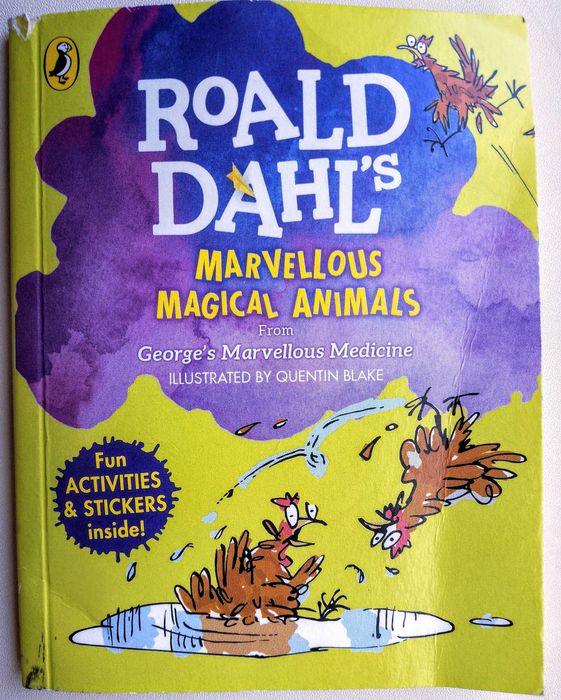 ROALD
DAHL'S
MARVELLOUS
MAGICAL ANIMALS
From
George's Marvellous Medicine
ILLUSTRATED BY QUENTIN BLAKE
Fun
ACTIVITIES
& STICKERS
inside!